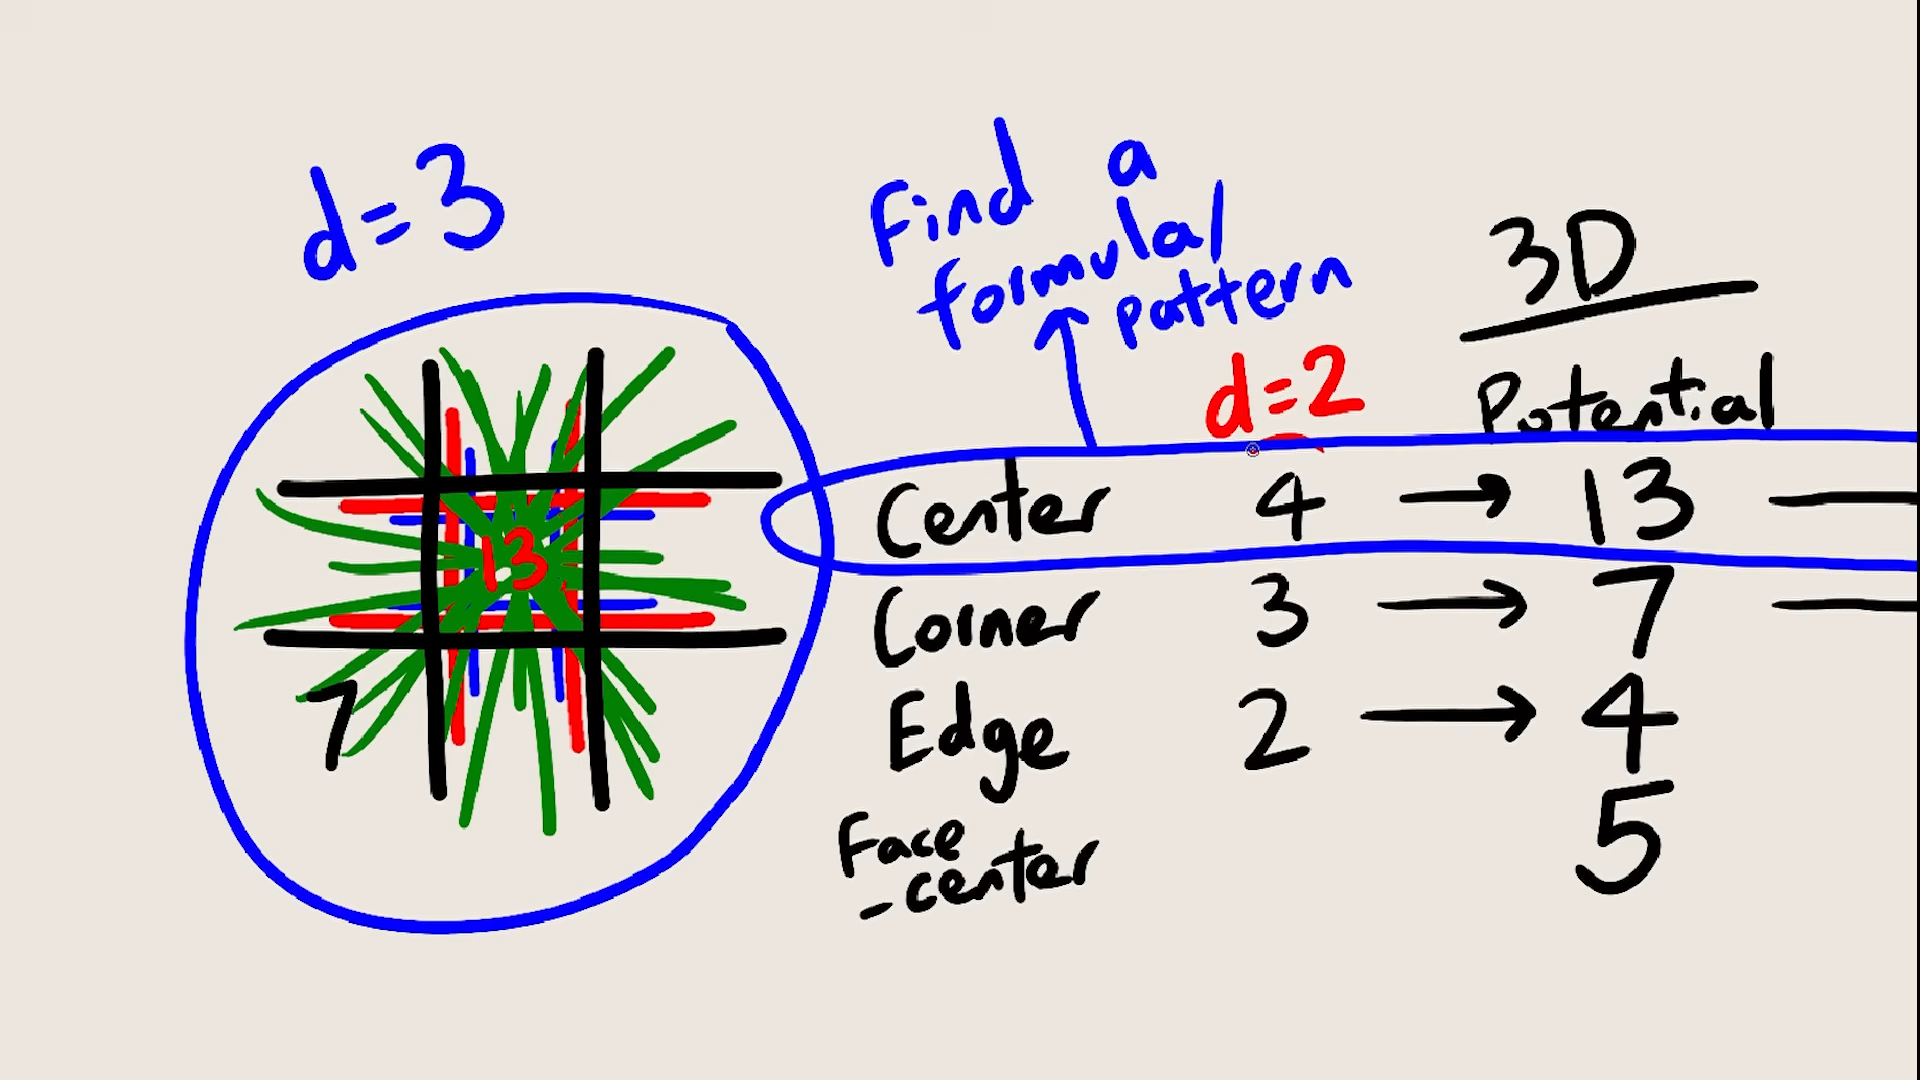 d=3
Find a
formula/
pattern
3D
Potential
d=2
Center 4 → 13
Corner 3 → 7
Edge 2 → 4
Face
-center 5
13
7